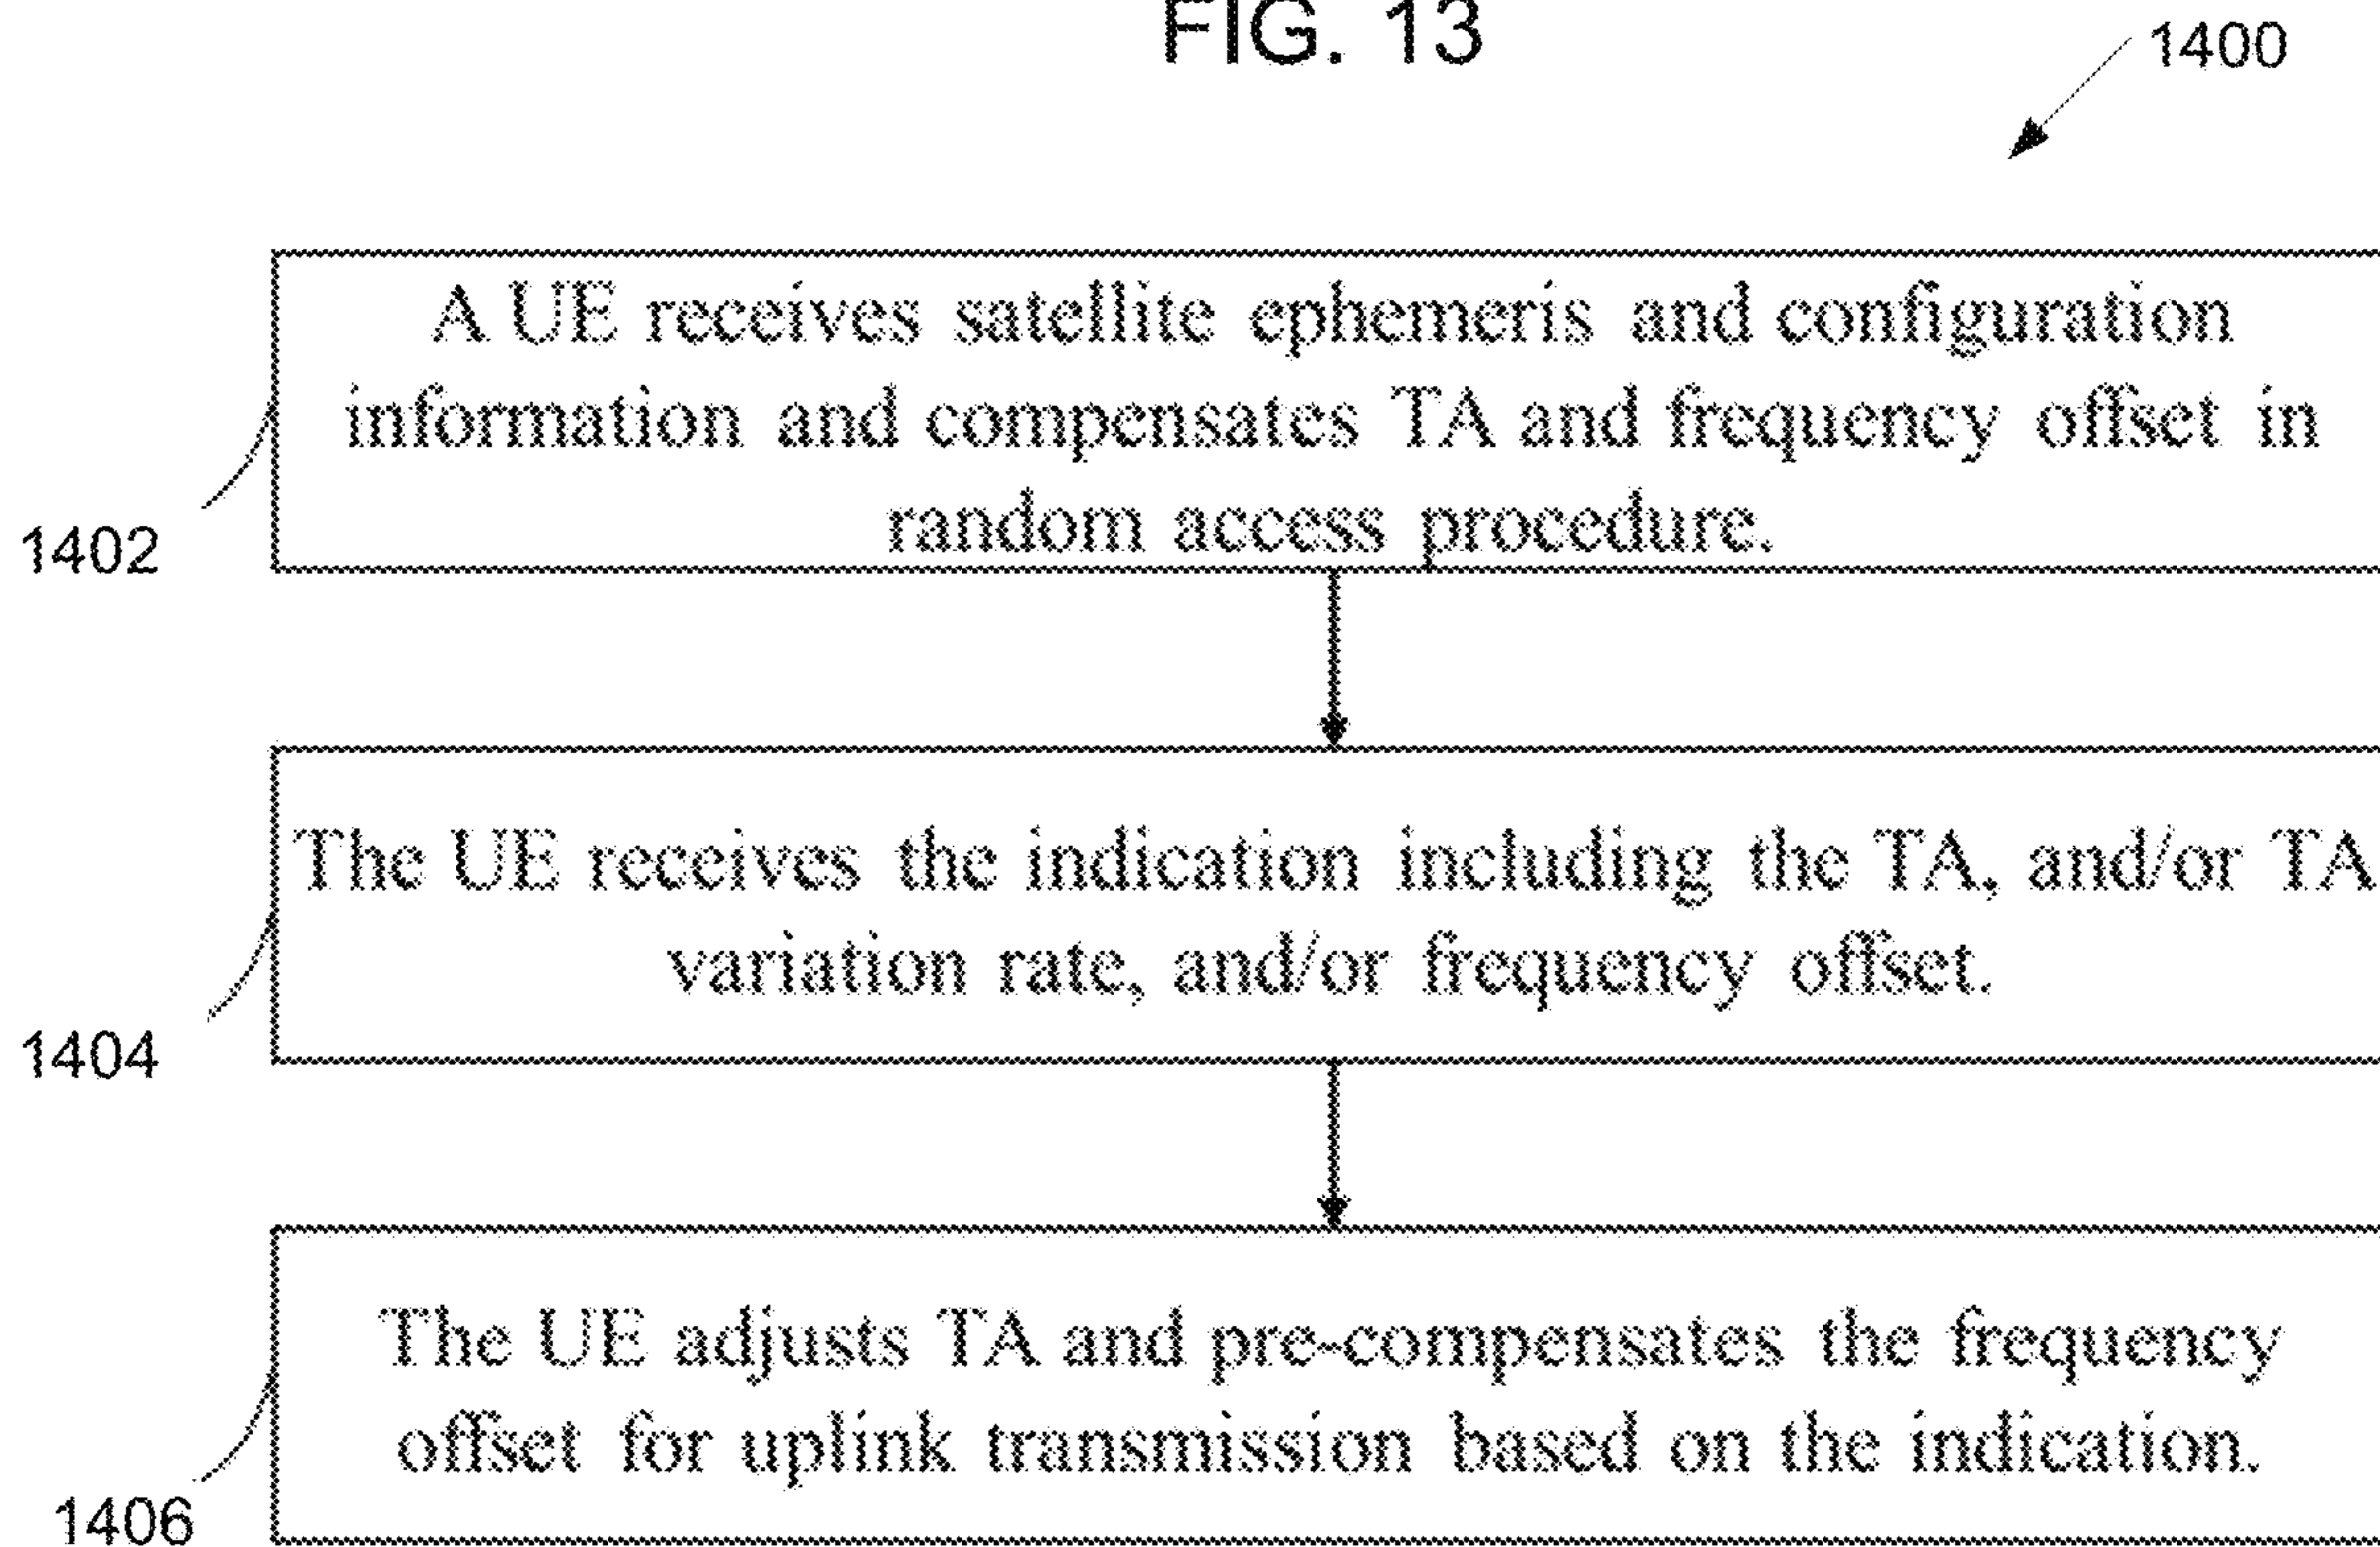 FIG. 13
1400
A UE receives satellite ephemeris and configuration
information and compensates TA and frequency offset in
random access procedure.
1402
The UE receives the indication including the TA, and/or TA
variation rate, and/or frequency offset.
1404
The UE adjusts TA and pre-compensates the frequency
offset for uplink transmission based on the indication.
1406